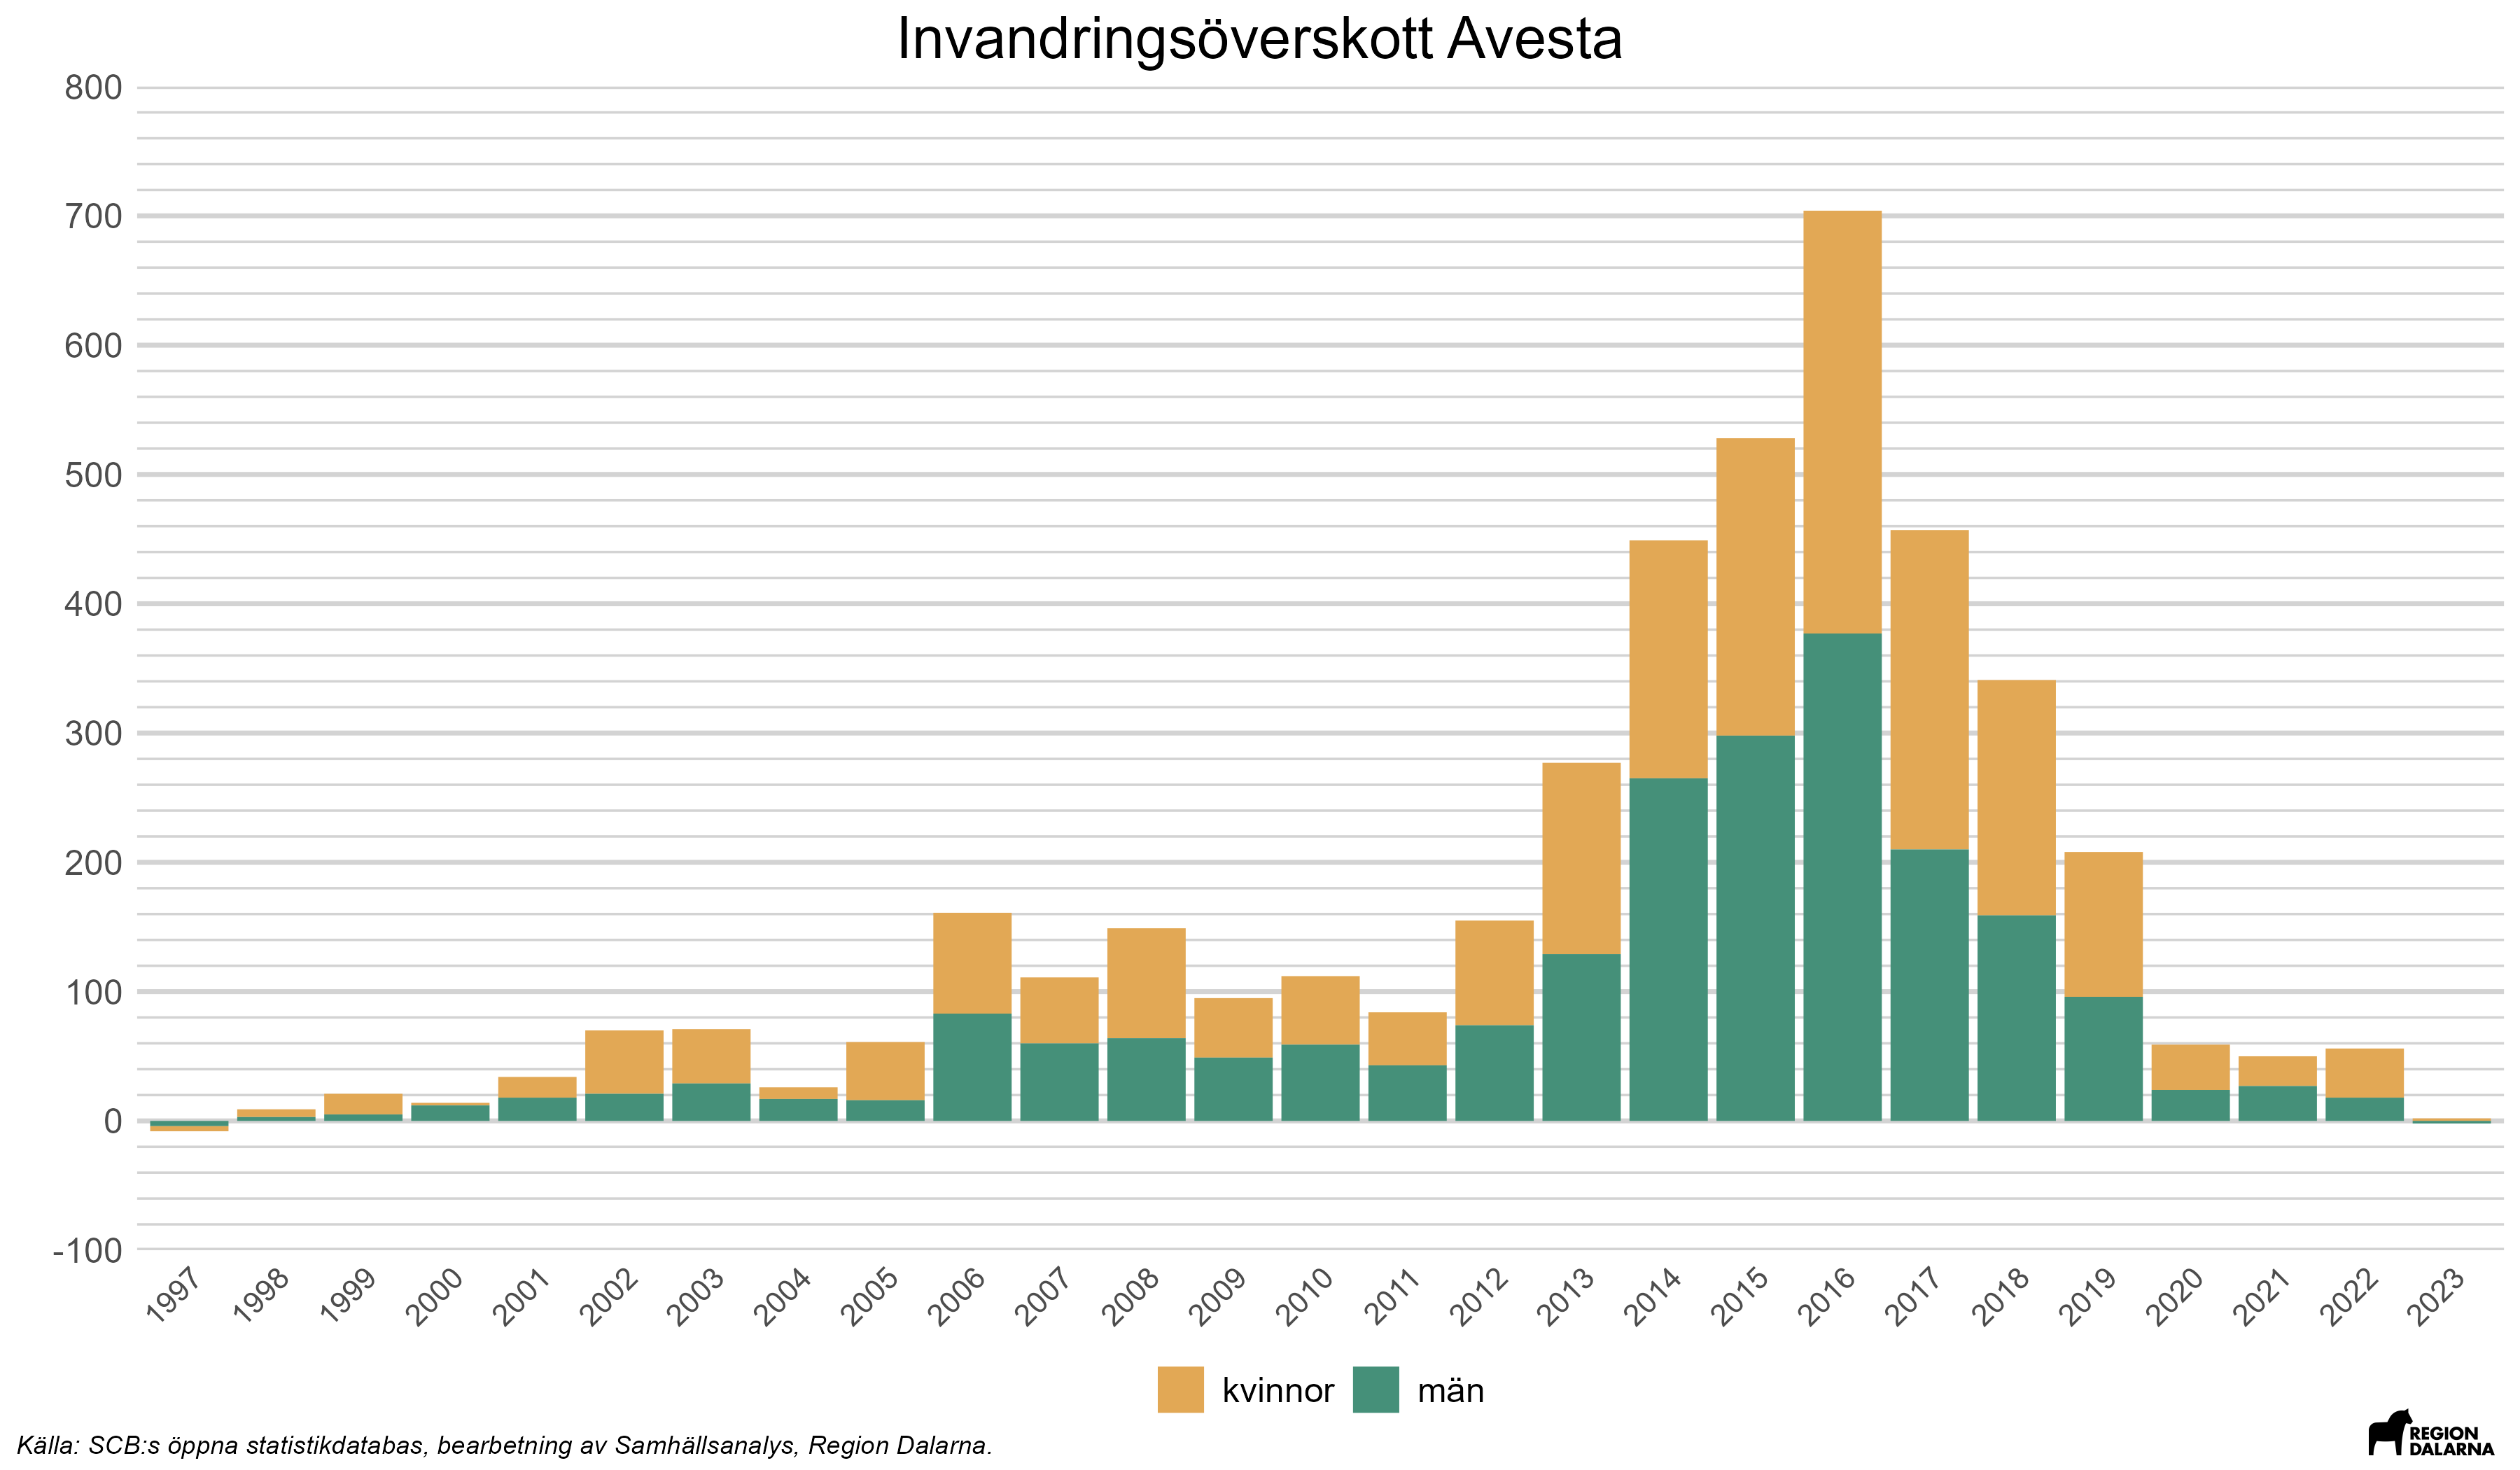 Invandringsöverskott Avesta
800
700
600
500
400
300
200
100
0
-100
1997 1998 1999 2000 2001 2002 2003 2004 2005 2006 2007 2008 2009 2010 2011 2012 2013 2014 2015 2016 2017 2018 2019 2020 2021 2022 2023
kvinnor män
Källa: SCB:s öppna statistikdatabas, bearbetning av Samhällsanalys, Region Dalarna.
REGION
DALARNA